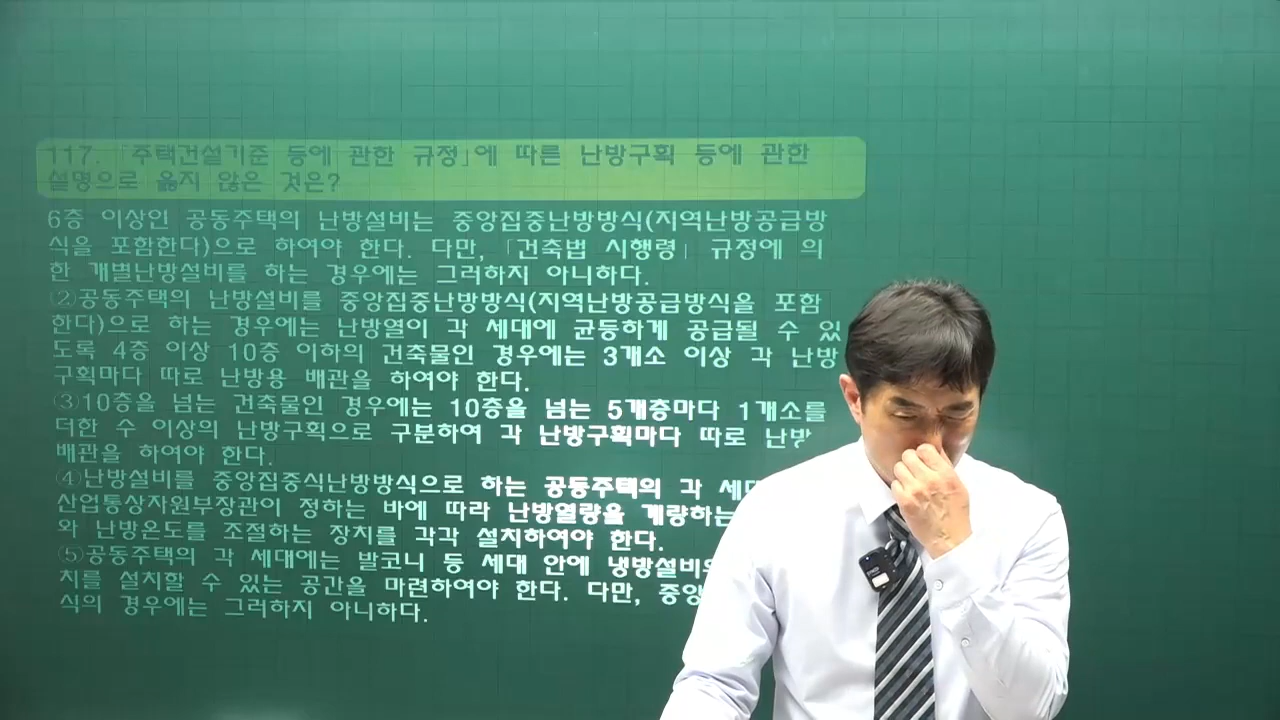 117. 「주택건설기준 등에 관한 규정」에 따른 난방구획 등에 관한
설명으로 옳지 않은 것은?
6층 이상인 공동주택의 난방설비는 중앙집중난방방식(지역난방공급방
식을 포함한다)으로 하여야 한다. 다만, 「건축법 시행령」 규정에 의
한 개별난방설비를 하는 경우에는 그러하지 아니하다.
②공동주택의 난방설비를 중앙집중난방방식(지역난방공급방식을 포함
한다)으로 하는 경우에는 난방열이 각 세대에 균등하게 공급될 수 있
도록 4층 이상 10층 이하의 건축물인 경우에는 3개소 이상 각 난방
구획마다 따로 난방용 배관을 하여야 한다.
③10층을 넘는 건축물인 경우에는 10층을 넘는 5개층마다 1개소를
더한 수 이상의 난방구획으로 구분하여 각 난방구획마다 따로 난방
배관을 하여야 한다.
④난방설비를 중앙집중식난방방식으로 하는 공동주택의 각
산업통상자원부장관이 정하는 바에 따라 난방열량을 계량하는
와 난방온도를 조절하는 장치를 각각 설치하여야 한다.
⑤공동주택의 각 세대에는 발코니 등 세대 안에 냉방설비의
치를 설치할 수 있는 공간을 마련하여야 한다. 다만, 중앙
식의 경우에는 그러하지 아니하다.